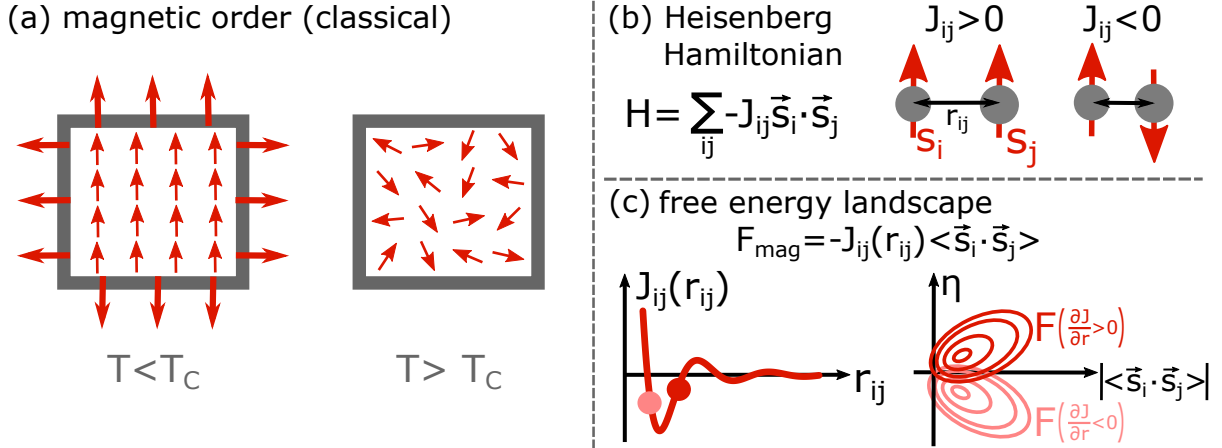 (a) magnetic order (classical)
T<T_C
T> T_C
(b) Heisenberg
Hamiltonian
H=∑_ij -J_ij s⃗_i·s⃗_j
J_ij>0
J_ij<0
r_ij
s_i
s_j
(c) free energy landscape
F_mag=-J_ij(r_ij)<s⃗_i·s⃗_j>
J_ij(r_ij)
r_ij
η
F(∂J/∂r>0)
|<s⃗_i·s⃗_j>|
F(∂J/∂r<0)